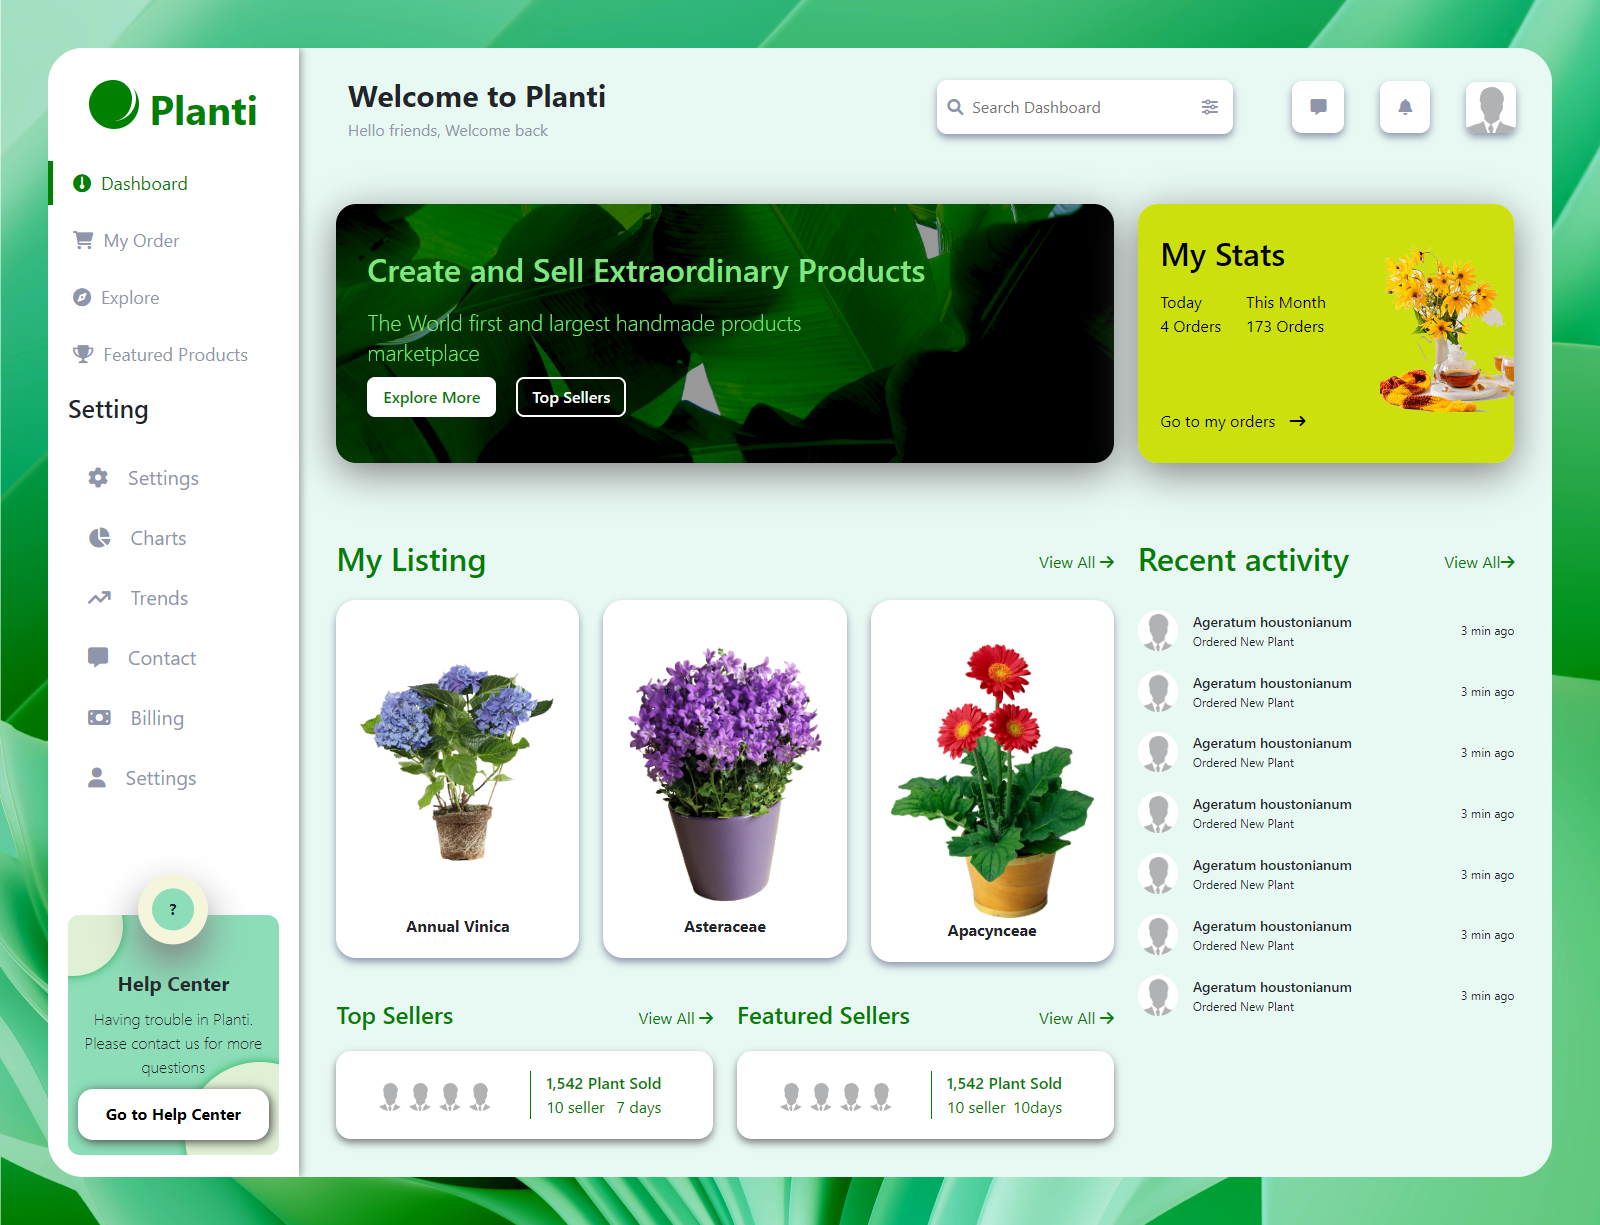 Planti
Dashboard
My Order
Explore
Featured Products
Setting
Settings
Charts
Trends
Contact
Billing
Settings
?
Help Center
Having trouble in Planti.
Please contact us for more
questions
Go to Help Center
Welcome to Planti
Hello friends, Welcome back
Search Dashboard
Create and Sell Extraordinary Products
The World first and largest handmade products
marketplace
Explore More
Top Sellers
My Stats
Today
4 Orders
This Month
173 Orders
Go to my orders
My Listing
View All
Annual Vinica
Asteraceae
Apacynceae
Top Sellers
View All
1,542 Plant Sold
10 seller 7 days
Featured Sellers
View All
1,542 Plant Sold
10 seller 10days
Recent activity
View All
Ageratum houstonianum
Ordered New Plant
3 min ago
Ageratum houstonianum
Ordered New Plant
3 min ago
Ageratum houstonianum
Ordered New Plant
3 min ago
Ageratum houstonianum
Ordered New Plant
3 min ago
Ageratum houstonianum
Ordered New Plant
3 min ago
Ageratum houstonianum
Ordered New Plant
3 min ago
Ageratum houstonianum
Ordered New Plant
3 min ago